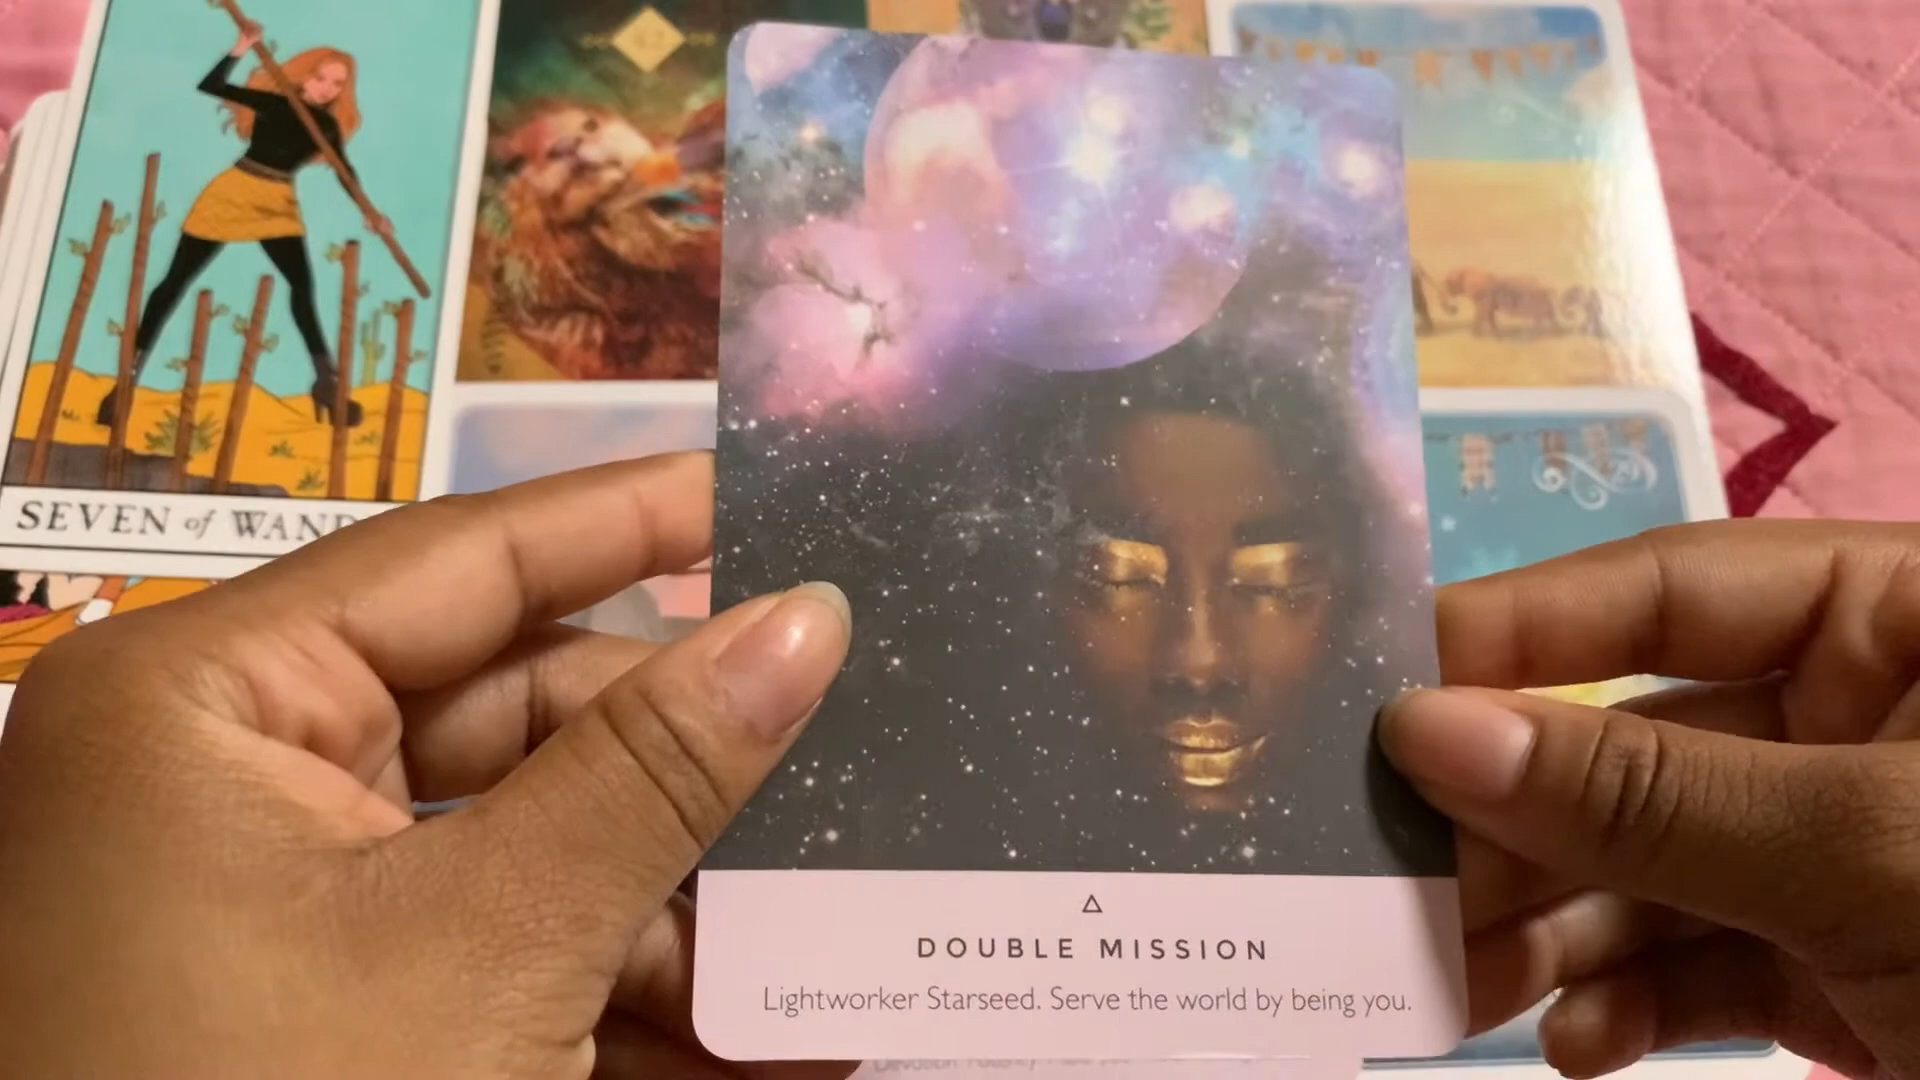 SEVEN of WAND
DOUBLE MISSION
Lightworker Starseed. Serve the world by being you.